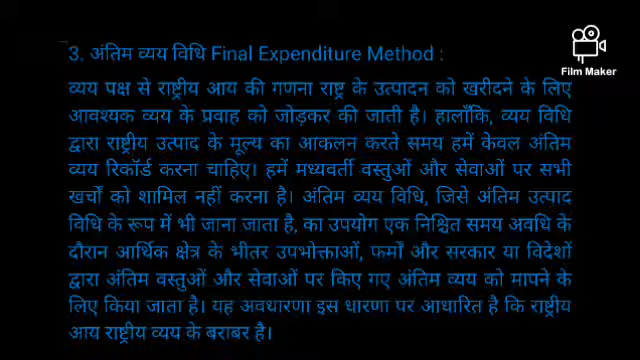 3. अंतिम व्यय विधि Final Expenditure Method :
व्यय पक्ष से राष्ट्रीय आय की गणना राष्ट्र के उत्पादन को खरीदने के लिए
आवश्यक व्यय के प्रवाह को जोड़कर की जाती है। हालाँकि, व्यय विधि
द्वारा राष्ट्रीय उत्पाद के मूल्य का आकलन करते समय हमें केवल अंतिम
व्यय रिकॉर्ड करना चाहिए। हमें मध्यवर्ती वस्तुओं और सेवाओं पर सभी
खर्चों को शामिल नहीं करना है। अंतिम व्यय विधि, जिसे अंतिम उत्पाद
विधि के रूप में भी जाना जाता है, का उपयोग एक निश्चित समय अवधि के
दौरान आर्थिक क्षेत्र के भीतर उपभोक्ताओं, फर्मों और सरकार या विदेशों
द्वारा अंतिम वस्तुओं और सेवाओं पर किए गए अंतिम व्यय को मापने के
लिए किया जाता है। यह अवधारणा इस धारणा पर आधारित है कि राष्ट्रीय
आय राष्ट्रीय व्यय के बराबर है।
Film Maker